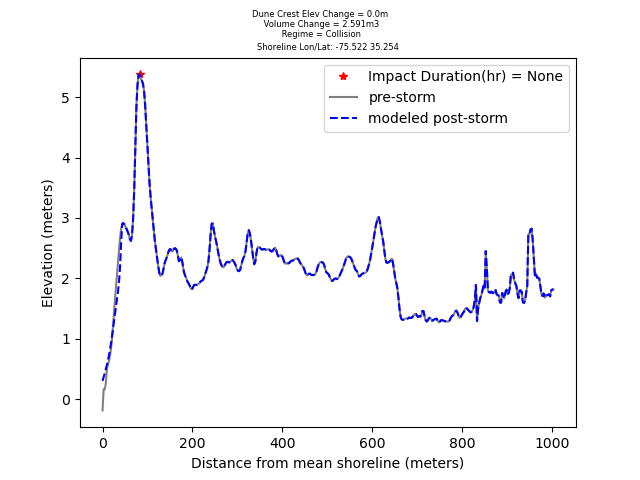 Dune Crest Elev Change = 0.0m
Volume Change = 2.591m3
Regime = Collision
Shoreline Lon/Lat: -75.522 35.254
Impact Duration(hr) = None
pre-storm
modeled post-storm
Elevation (meters)
5
4
3
2
1
0
0 200 400 600 800 1000
Distance from mean shoreline (meters)